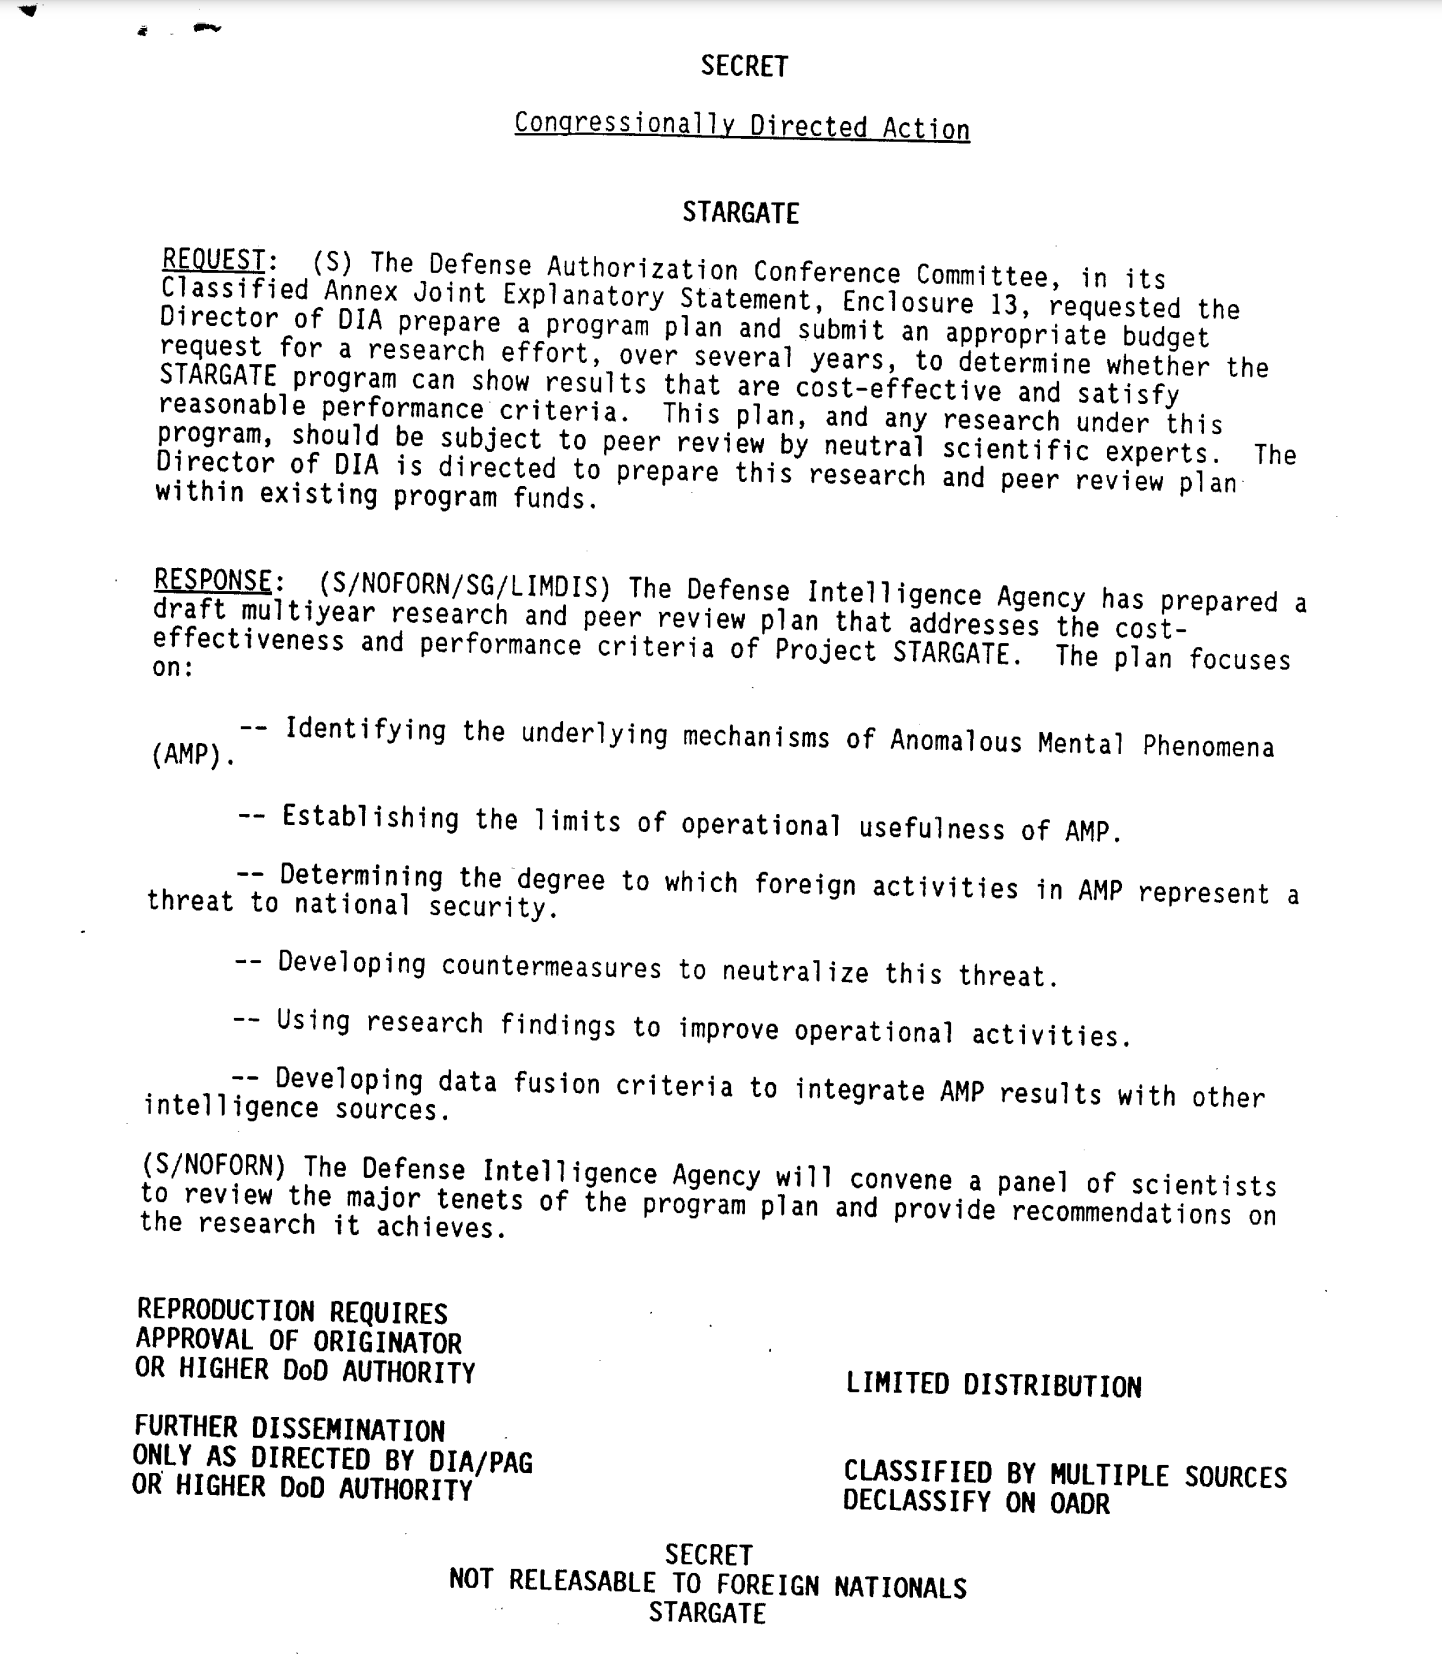 SECRET
Congressionally Directed Action
STARGATE
REQUEST: (S) The Defense Authorization Conference Committee, in its
Classified Annex Joint Explanatory Statement, Enclosure 13, requested the
Director of DIA prepare a program plan and submit an appropriate budget
request for a research effort, over several years, to determine whether the
STARGATE program can show results that are cost-effective and satisfy
reasonable performance criteria. This plan, and any research under this
program, should be subject to peer review by neutral scientific experts. The
Director of DIA is directed to prepare this research and peer review plan
within existing program funds.
RESPONSE: (S/NOFORN/SG/LIMDIS) The Defense Intelligence Agency has prepared a
draft multiyear research and peer review plan that addresses the cost-
effectiveness and performance criteria of Project STARGATE. The plan focuses
on:
-- Identifying the underlying mechanisms of Anomalous Mental Phenomena
(AMP).
-- Establishing the limits of operational usefulness of AMP.
-- Determining the degree to which foreign activities in AMP represent a
threat to national security.
-- Developing countermeasures to neutralize this threat.
-- Using research findings to improve operational activities.
-- Developing data fusion criteria to integrate AMP results with other
intelligence sources.
(S/NOFORN) The Defense Intelligence Agency will convene a panel of scientists
to review the major tenets of the program plan and provide recommendations on
the research it achieves.
REPRODUCTION REQUIRES
APPROVAL OF ORIGINATOR
OR HIGHER DoD AUTHORITY
LIMITED DISTRIBUTION
FURTHER DISSEMINATION
ONLY AS DIRECTED BY DIA/PAG
OR HIGHER DoD AUTHORITY
CLASSIFIED BY MULTIPLE SOURCES
DECLASSIFY ON OADR
SECRET
NOT RELEASABLE TO FOREIGN NATIONALS
STARGATE